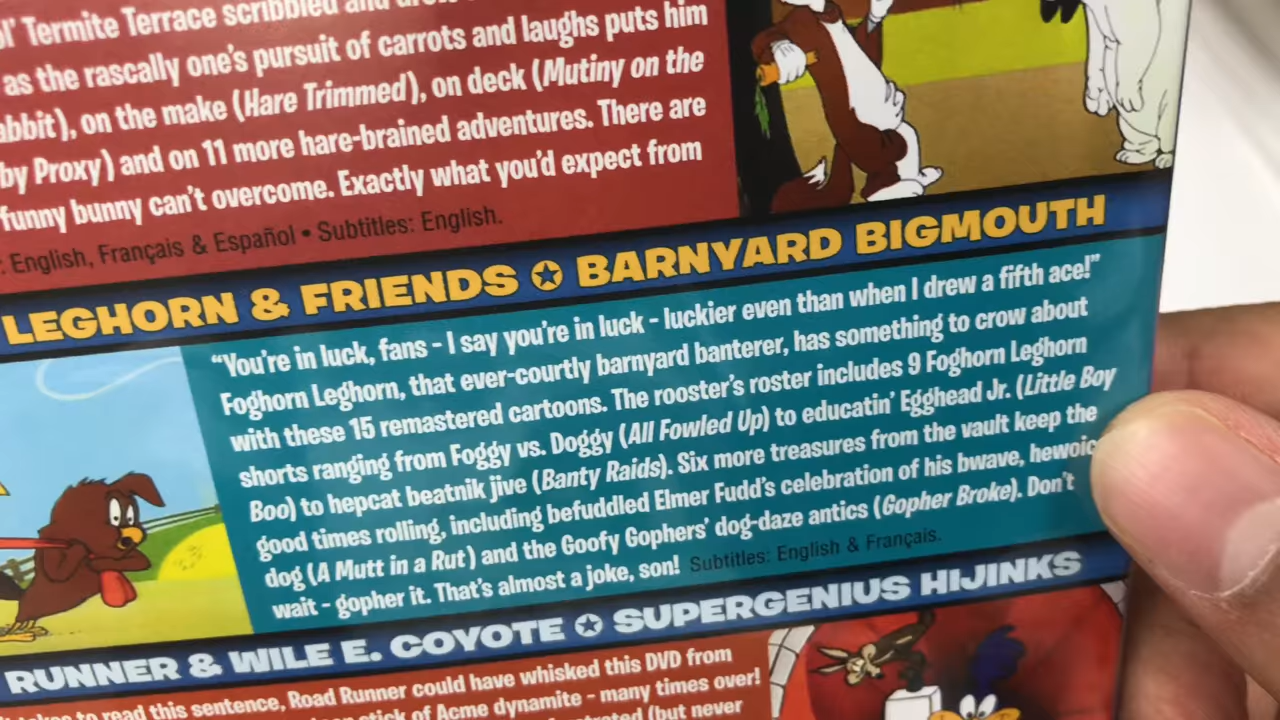 ol' Termite Terrace scribbled and
as the rascally one's pursuit of carrots and laughs puts him
abbit), on the make (Hare Trimmed), on deck (Mutiny on the
by Proxy) and on 11 more hare-brained adventures. There are
funny bunny can't overcome. Exactly what you'd expect from
: English, Français & Español • Subtitles: English.
LEGHORN & FRIENDS ✪ BARNYARD BIGMOUTH
"You're in luck, fans - I say you're in luck - luckier even than when I drew a fifth ace!"
Foghorn Leghorn, that ever-courtly barnyard banterer, has something to crow about
with these 15 remastered cartoons. The rooster's roster includes 9 Foghorn Leghorn
shorts ranging from Foggy vs. Doggy (All Fowled Up) to educatin' Egghead Jr. (Little Boy
Boo) to hepcat beatnik jive (Banty Raids). Six more treasures from the vault keep the
good times rolling, including befuddled Elmer Fudd's celebration of his bwave, hewoic
dog (A Mutt in a Rut) and the Goofy Gophers' dog-daze antics (Gopher Broke). Don't
wait - gopher it. That's almost a joke, son! Subtitles: English & Français.
RUNNER & WILE E. COYOTE ✪ SUPERGENIUS HIJINKS
to read this sentence, Road Runner could have whisked this DVD from
stick of Acme dynamite - many times over!
(but never